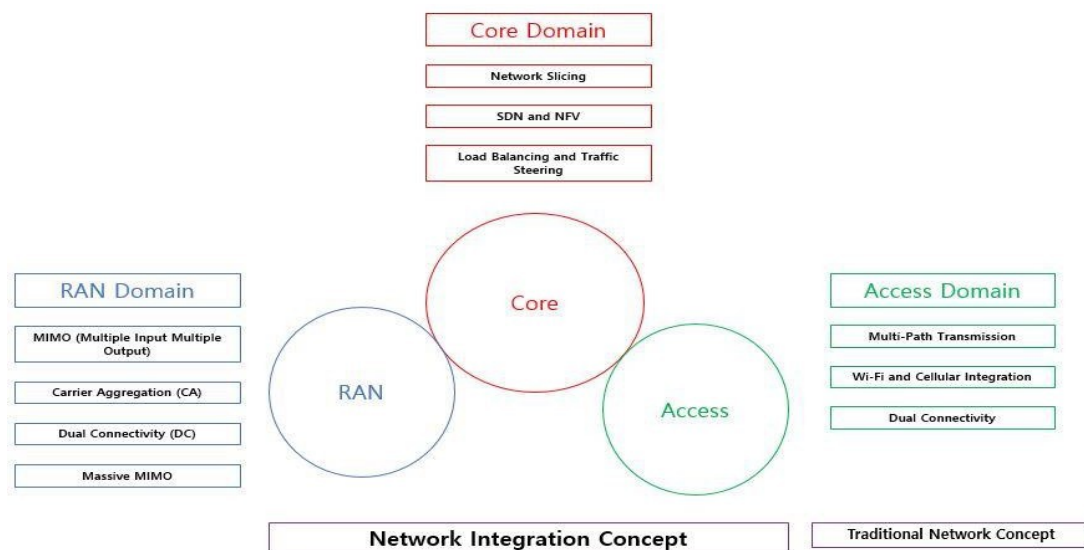 Core Domain
Network Slicing
SDN and NFV
Load Balancing and Traffic
Steering
RAN Domain
MIMO (Multiple Input Multiple
Output)
Carrier Aggregation (CA)
Dual Connectivity (DC)
Massive MIMO
Core
RAN
Access
Access Domain
Multi-Path Transmission
Wi-Fi and Cellular Integration
Dual Connectivity
Network Integration Concept
Traditional Network Concept